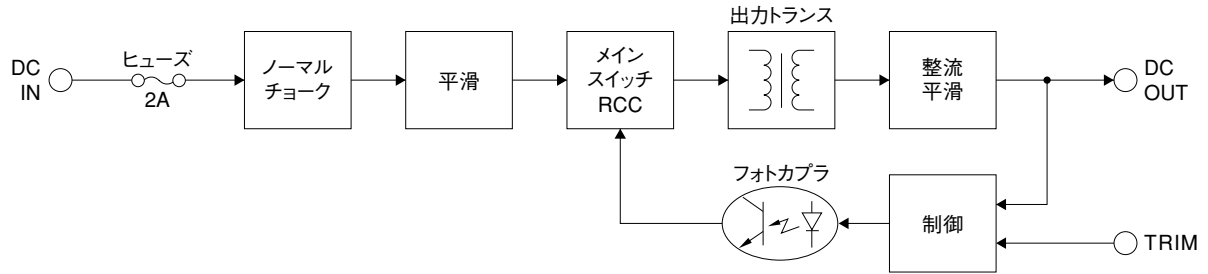 DC
IN
ヒューズ
2A
ノーマル
チョーク
平滑
メイン
スイッチ
RCC
出力トランス
整流
平滑
DC
OUT
フォトカプラ
制御
TRIM